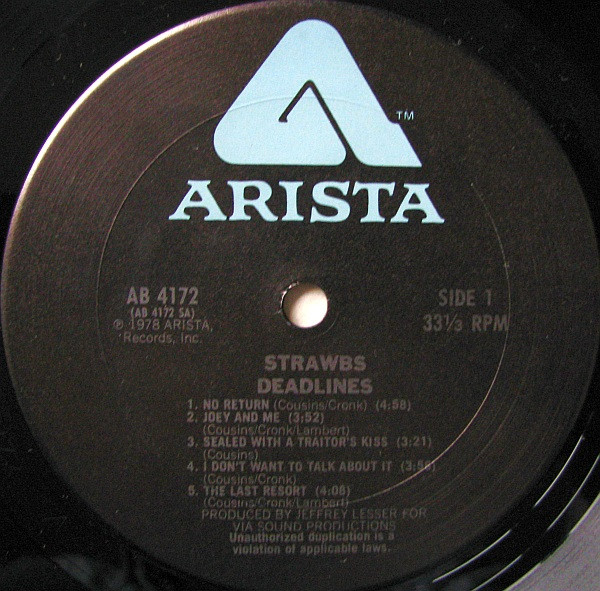 ™
ARISTA
AB 4172
(AB 4172 SA)
℗ 1978 ARISTA,
Records, Inc.
SIDE 1
33⅓ RPM
STRAWBS
DEADLINES
1. NO RETURN (Cousins/Cronk) (4:58)
2. JOEY AND ME (3:52)
(Cousins/Cronk/Lambert)
3. SEALED WITH A TRAITOR'S KISS (3:21)
(Cousins)
4. I DON'T WANT TO TALK ABOUT IT (3:58)
(Cousins/Cronk)
5. THE LAST RESORT (4:08)
(Cousins/Cronk/Lambert)
PRODUCED BY JEFFREY LESSER FOR
VIA SOUND PRODUCTIONS
Unauthorized duplication is a
violation of applicable laws.